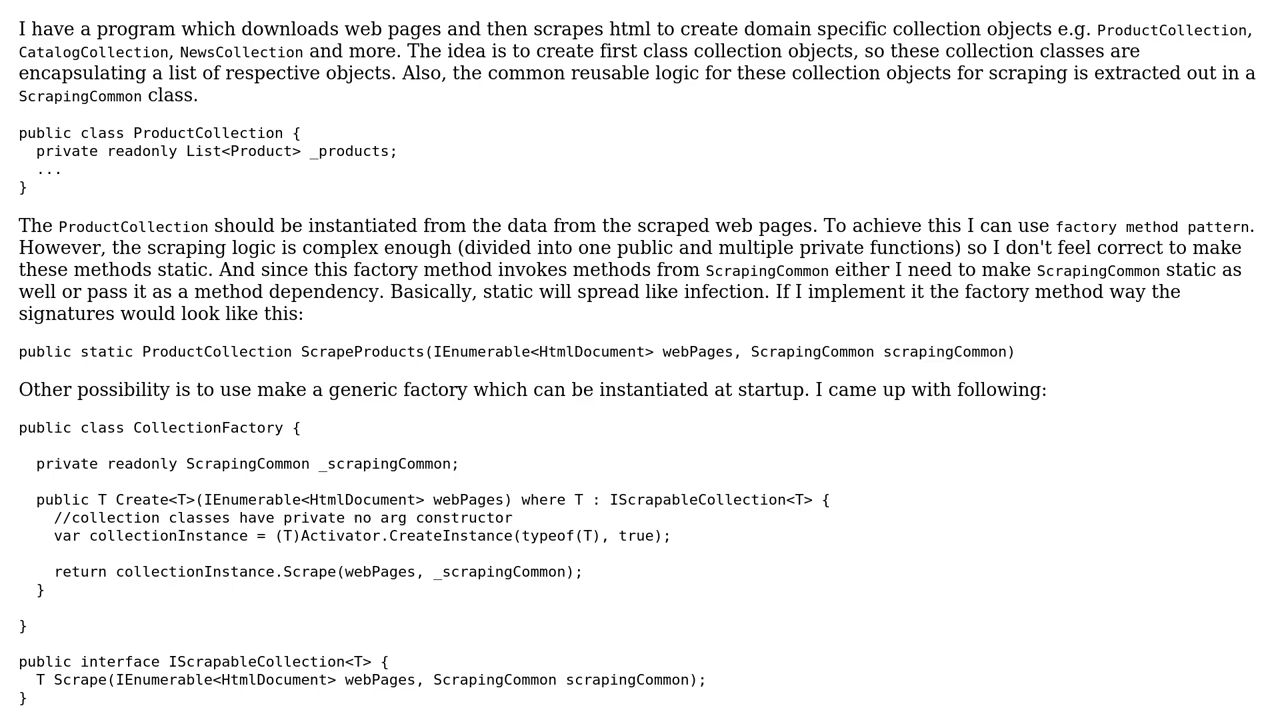 I have a program which downloads web pages and then scrapes html to create domain specific collection objects e.g. ProductCollection,
CatalogCollection, NewsCollection and more. The idea is to create first class collection objects, so these collection classes are
encapsulating a list of respective objects. Also, the common reusable logic for these collection objects for scraping is extracted out in a
ScrapingCommon class.
public class ProductCollection {
  private readonly List<Product> _products;
  ...
}
The ProductCollection should be instantiated from the data from the scraped web pages. To achieve this I can use factory method pattern.
However, the scraping logic is complex enough (divided into one public and multiple private functions) so I don't feel correct to make
these methods static. And since this factory method invokes methods from ScrapingCommon either I need to make ScrapingCommon static as
well or pass it as a method dependency. Basically, static will spread like infection. If I implement it the factory method way the
signatures would look like this:
public static ProductCollection ScrapeProducts(IEnumerable<HtmlDocument> webPages, ScrapingCommon scrapingCommon)
Other possibility is to use make a generic factory which can be instantiated at startup. I came up with following:
public class CollectionFactory {
  private readonly ScrapingCommon _scrapingCommon;
  public T Create<T>(IEnumerable<HtmlDocument> webPages) where T : IScrapableCollection<T> {
    //collection classes have private no arg constructor
    var collectionInstance = (T)Activator.CreateInstance(typeof(T), true);
    return collectionInstance.Scrape(webPages, _scrapingCommon);
  }
}
public interface IScrapableCollection<T> {
  T Scrape(IEnumerable<HtmlDocument> webPages, ScrapingCommon scrapingCommon);
}